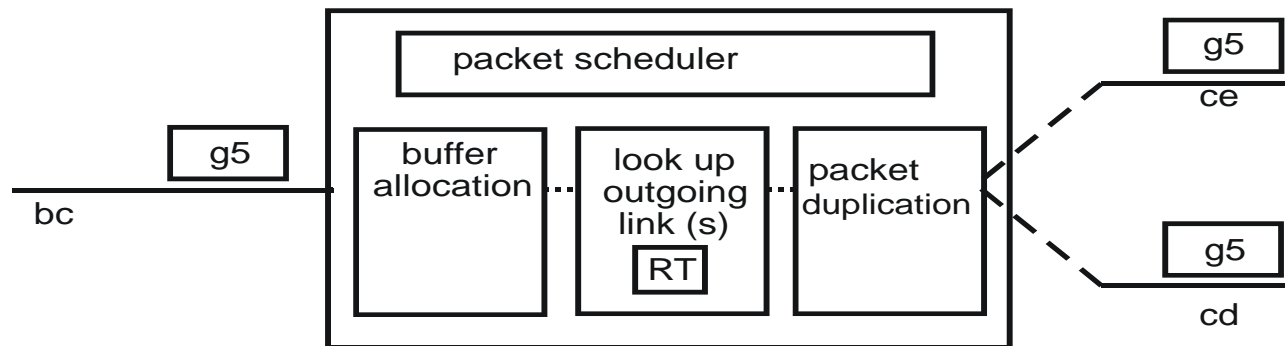 packet scheduler
g5
bc
buffer
allocation
look up
outgoing
link (s)
RT
packet
duplication
g5
ce
g5
cd